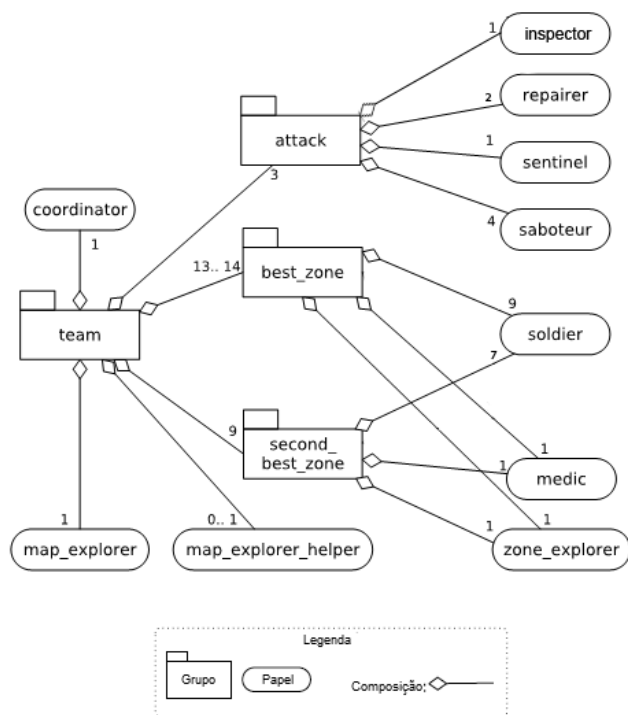 1
inspector
2
repairer
attack
1
sentinel
3
4
saboteur
coordinator
1
13.. 14
best_zone
9
soldier
team
7
9
second_
best_zone
1
1
medic
1
0.. 1
1
1
map_explorer
map_explorer_helper
zone_explorer
Legenda
Grupo
Papel
Composição: